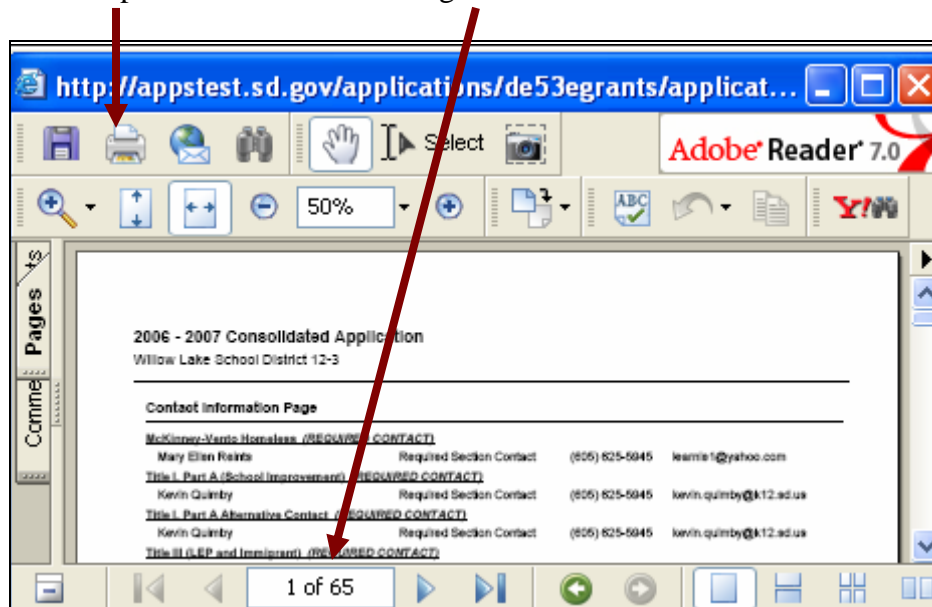 http://appstest.sd.gov/applications/de53egrants/applicat...
Select
Adobe® Reader® 7.0
50%
ABC
Y!
Pages
Comme
2006 - 2007 Consolidated Application
Willow Lake School District 12-3
Contact Information Page
McKinney-Vento Homeless (REQUIRED CONTACT)
Mary Ellen Reints Required Section Contact (605) 625-5945 learnie1@yahoo.com
Title I, Part A (School Improvement) (REQUIRED CONTACT)
Kevin Quimby Required Section Contact (605) 625-5945 kevin.quimby@k12.sd.us
Title I, Part A Alternative Contact (REQUIRED CONTACT)
Kevin Quimby Required Section Contact (605) 625-5945 kevin.quimby@k12.sd.us
Title III (LEP and Immigrant) (REQUIRED CONTACT)
1 of 65